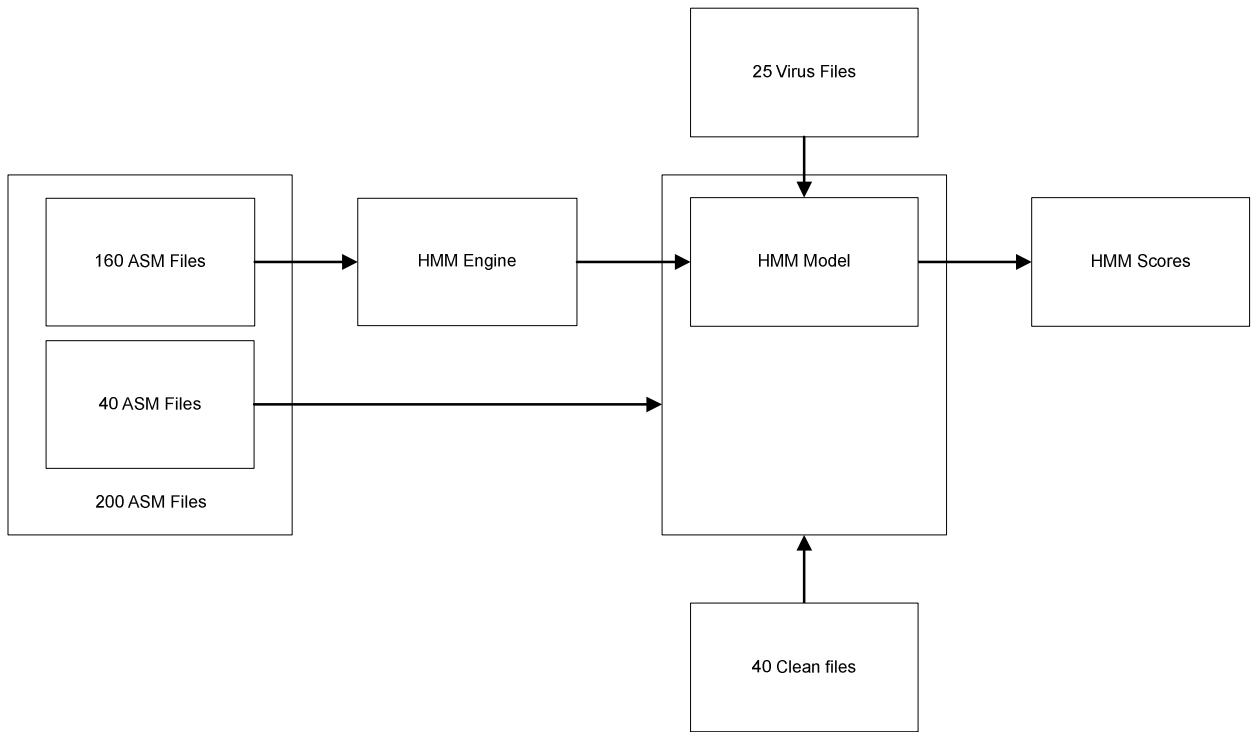 25 Virus Files
160 ASM Files
HMM Engine
HMM Model
HMM Scores
40 ASM Files
200 ASM Files
40 Clean files